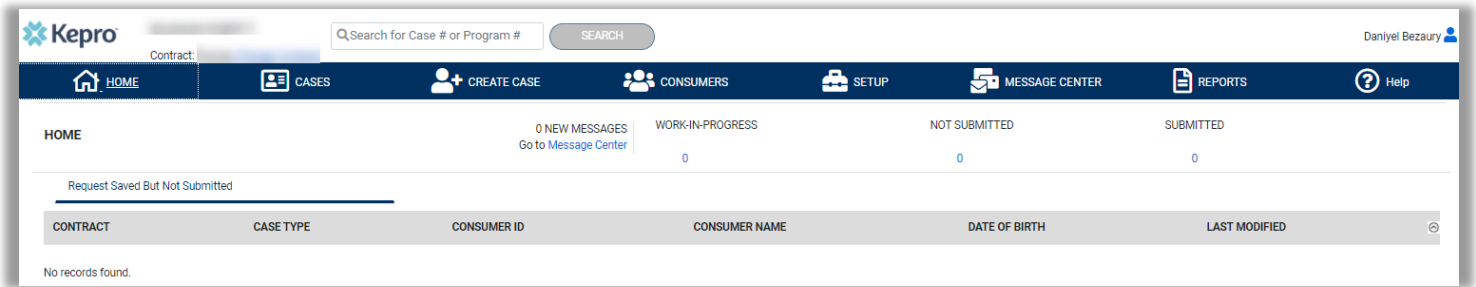 Kepro
Contract:
Search for Case # or Program #
SEARCH
Daniyel Bezaury
HOME
CASES
CREATE CASE
CONSUMERS
SETUP
MESSAGE CENTER
REPORTS
Help
HOME
0 NEW MESSAGES
Go to Message Center
WORK-IN-PROGRESS
0
NOT SUBMITTED
0
SUBMITTED
0
Request Saved But Not Submitted
CONTRACT CASE TYPE CONSUMER ID CONSUMER NAME DATE OF BIRTH LAST MODIFIED
No records found.